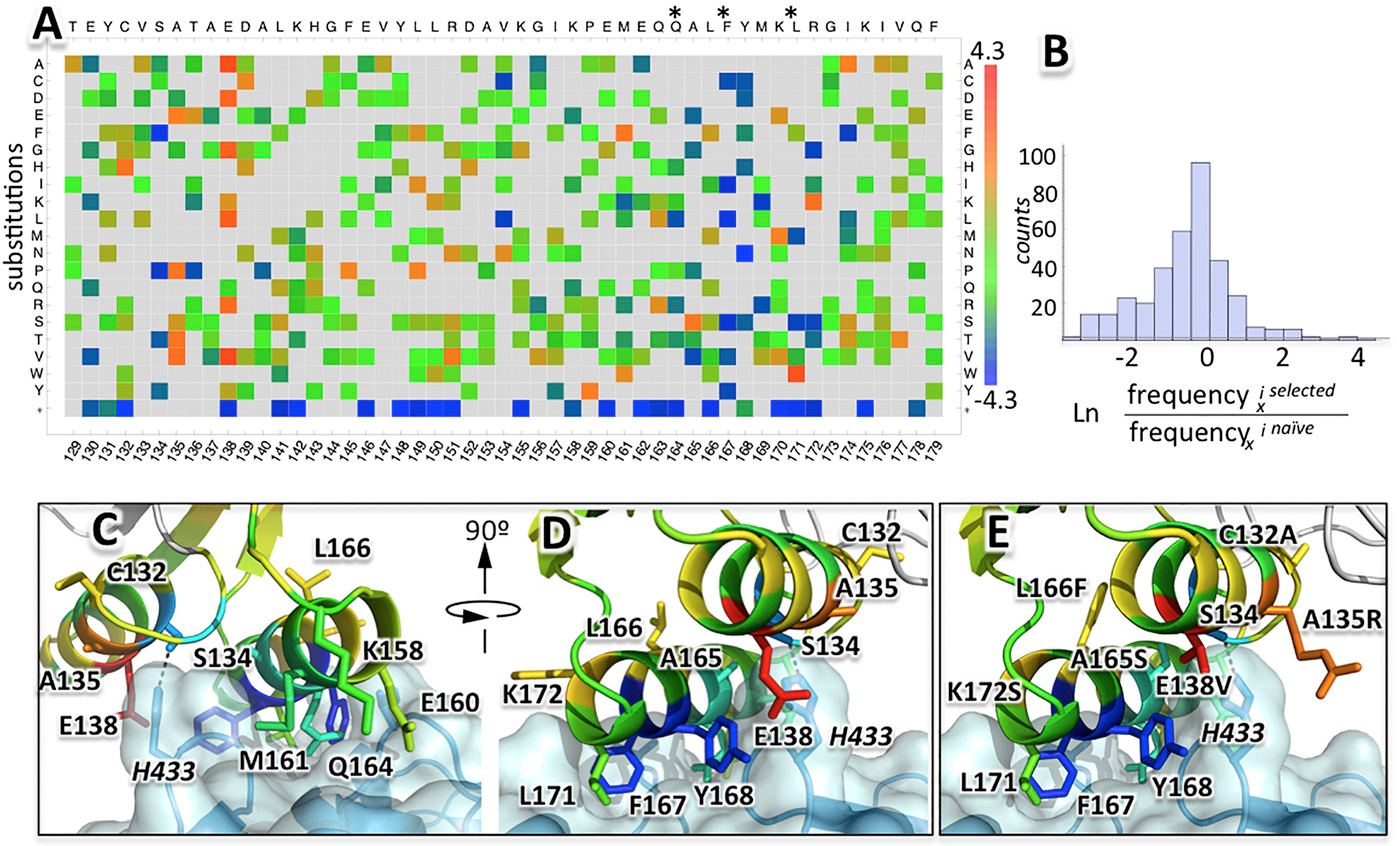 A
* * *
T E Y C V S A T A E D A L K H G F E V Y L L R D A V K G I K P E M E Q Q A L F Y M K L R G I K I V Q F
substitutions
A A
C C
D D
E E
F F
G G
H H
I I
K K
L L
M M
N N
P P
Q Q
R R
S S
T T
V V
W W
Y Y
* *
129 130 131 132 133 134 135 136 137 138 139 140 141 142 143 144 145 146 147 148 149 150 151 152 153 154 155 156 157 158 159 160 161 162 163 164 165 166 167 168 169 170 171 172 173 174 175 176 177 178 179
4.3
-4.3
B
counts
100
80
60
40
20
-2 0 2 4
Ln
frequency x i selected
frequency x i naïve
C
C132
L166
A135
S134
K158
E138
E160
H433
M161
Q164
90º
D
C132
A135
L166
A165
S134
K172
E138
H433
L171
F167
Y168
E
C132A
L166F
S134
A135R
A165S
E138V
K172S
H433
L171
F167
Y168